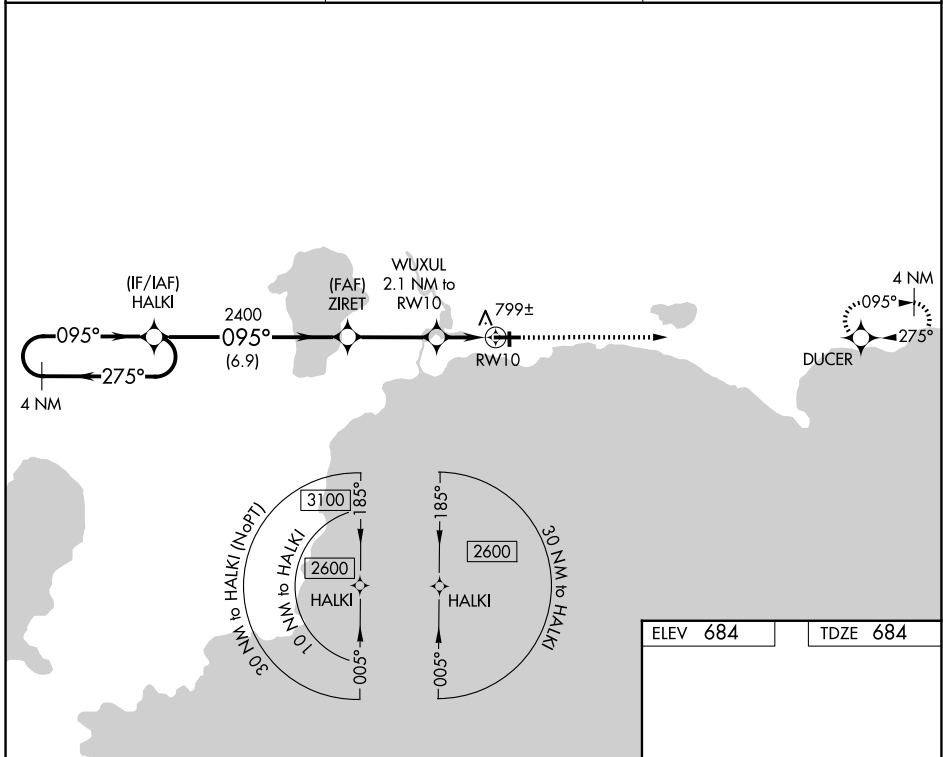 (IF/IAF)
HALKI
2400
095°
(6.9)
(FAF)
ZIRET
WUXUL
2.1 NM to
RW10
799±
RW10
4 NM
095°
275°
DUCER
095°
275°
4 NM
3100
185°
2600
HALKI
005°
30 NM to HALKI (NoPT)
10 NM to HALKI
185°
2600
HALKI
005°
30 NM to HALKI
ELEV 684
TDZE 684